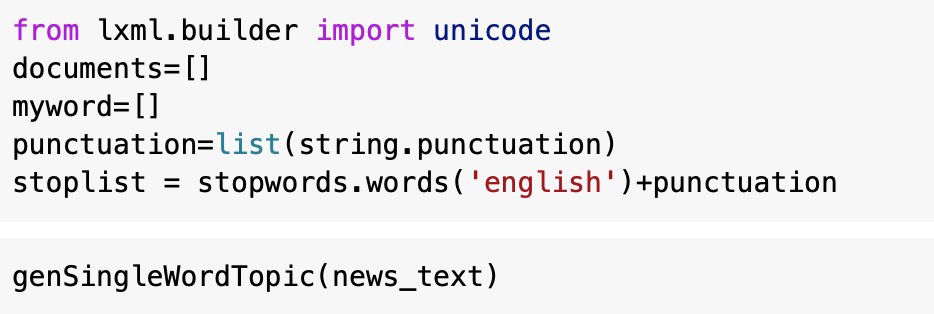 from lxml.builder import unicode
documents=[]
myword=[]
punctuation=list(string.punctuation)
stoplist = stopwords.words('english')+punctuation
genSingleWordTopic(news_text)